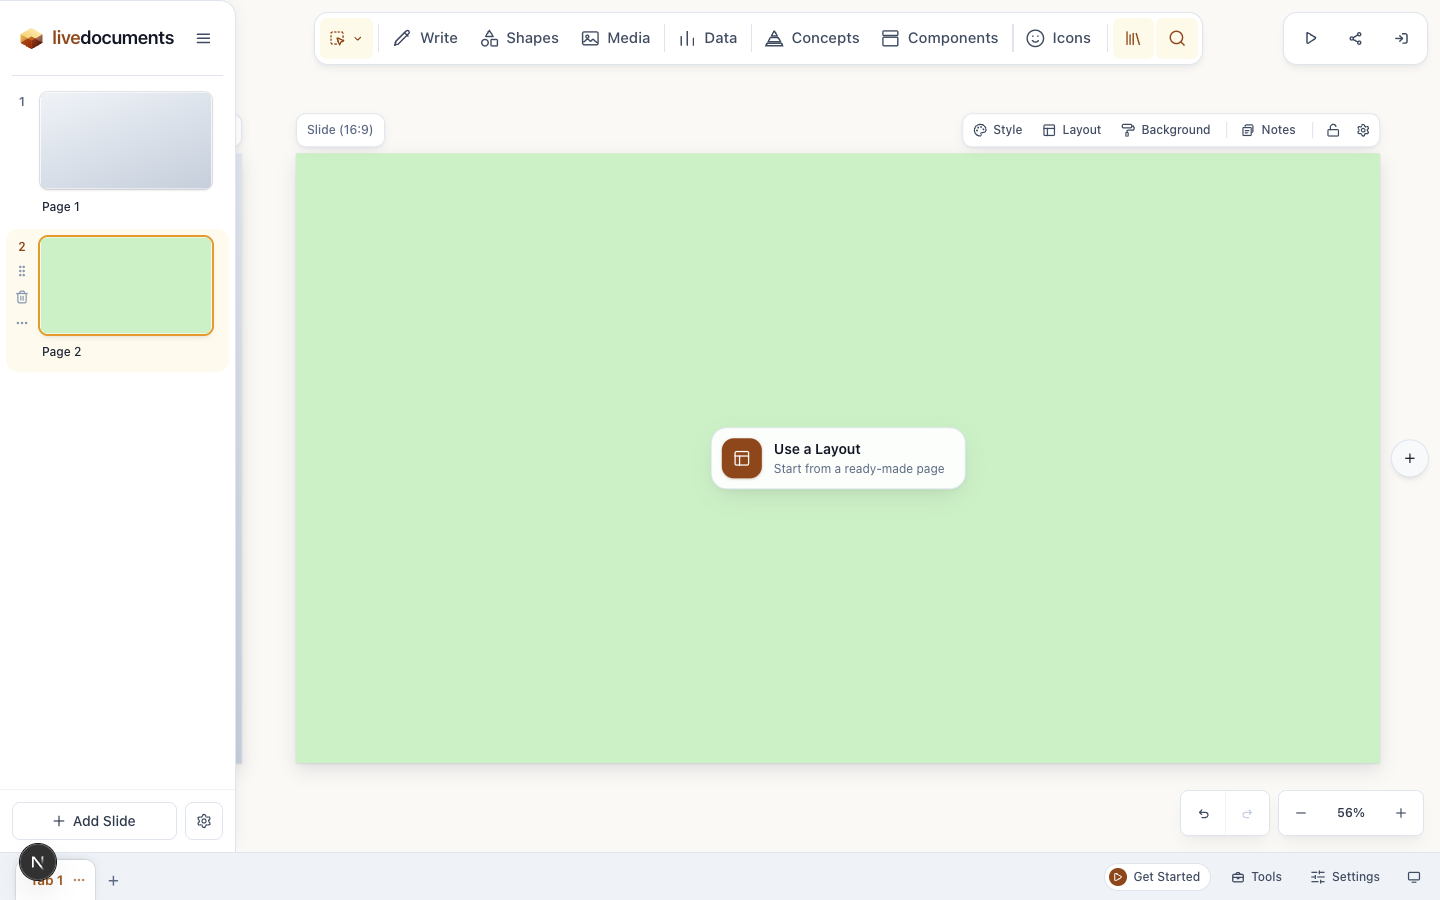 livedocuments
Write
Shapes
Media
Data
Concepts
Components
Icons
1
Page 1
2
Page 2
Slide (16:9)
Style
Layout
Background
Notes
Use a Layout
Start from a ready-made page
Add Slide
56%
N
Tab 1
Get Started
Tools
Settings